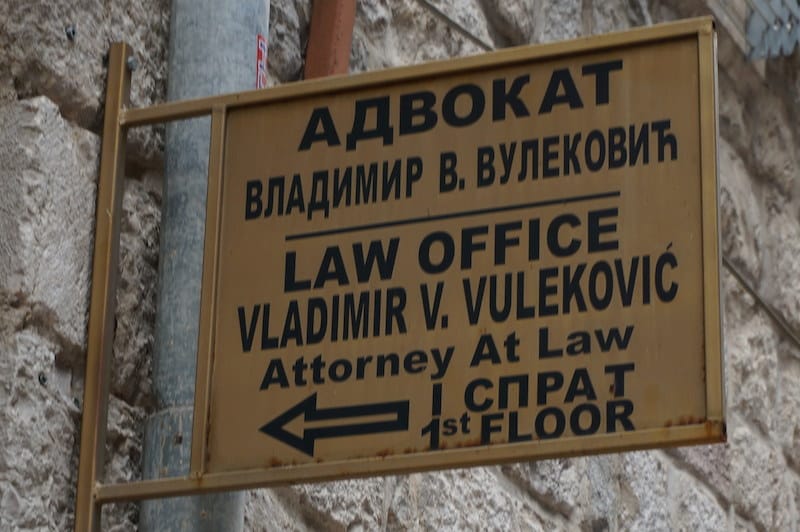 АДВОКАТ
ВЛАДИМИР В. ВУЛЕКОВИЋ
LAW OFFICE
VLADIMIR V. VULEKOVIĆ
Attorney At Law
I СПРАТ
1st FLOOR